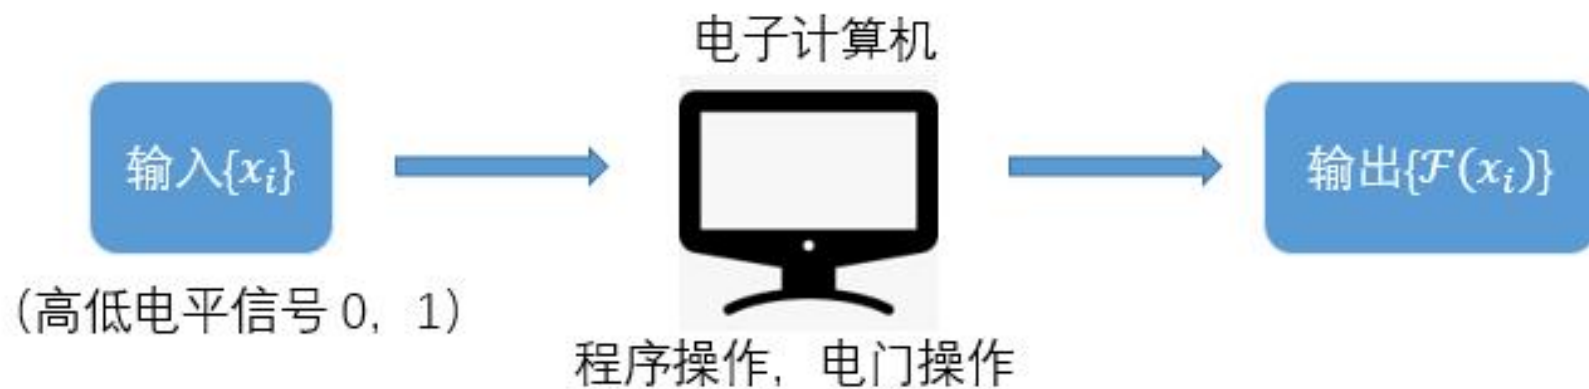 电子计算机
输入{xᵢ}
输出{ℱ(xᵢ)}
（高低电平信号 0，1）
程序操作，电门操作